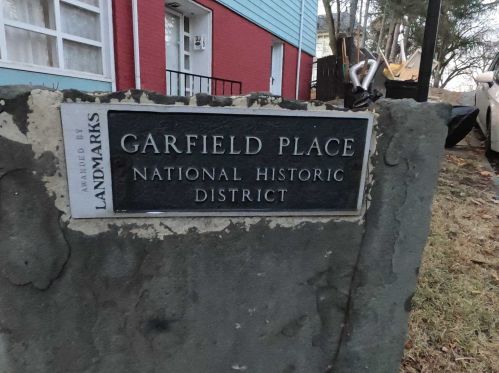 AWARDED BY
LANDMARKS
GARFIELD PLACE
NATIONAL HISTORIC
DISTRICT